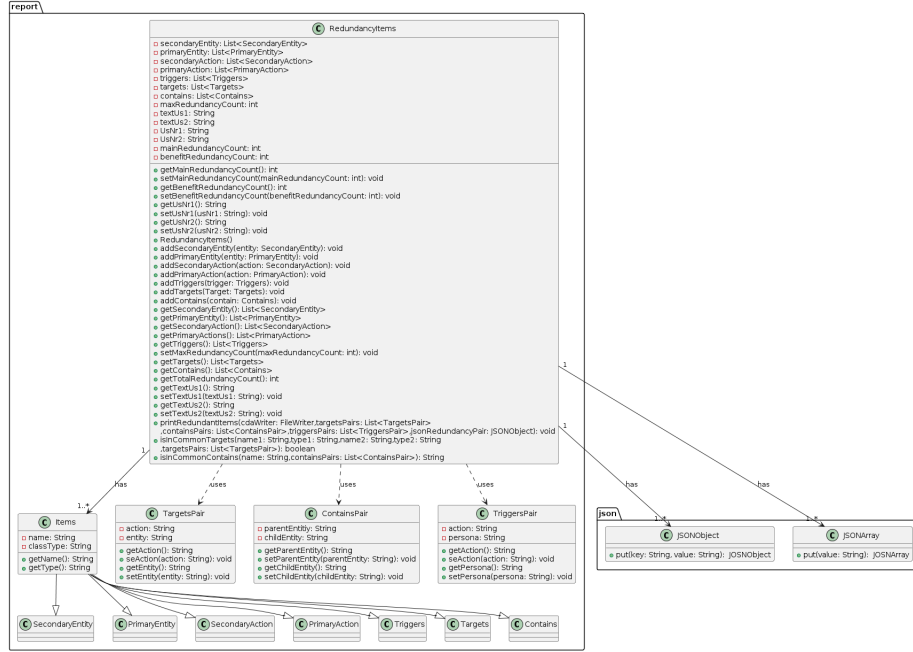 report
C RedundancyItems
secondaryEntity: List<SecondaryEntity>
primaryEntity: List<PrimaryEntity>
secondaryAction: List<SecondaryAction>
primaryAction: List<PrimaryAction>
triggers: List<Triggers>
targets: List<Targets>
contains: List<Contains>
maxRedundancyCount: int
textUs1: String
textUs2: String
UsNr1: String
UsNr2: String
mainRedundancyCount: int
benefitRedundancyCount: int
getMainRedundancyCount(): int
setMainRedundancyCount(mainRedundancyCount: int): void
getBenefitRedundancyCount(): int
setBenefitRedundancyCount(benefitRedundancyCount: int): void
getUsNr1(): String
setUsNr1(usNr1: String): void
getUsNr2(): String
setUsNr2(usNr2: String): void
RedundancyItems()
addSecondaryEntity(entity: SecondaryEntity): void
addPrimaryEntity(entity: PrimaryEntity): void
addSecondaryAction(action: SecondaryAction): void
addPrimaryAction(action: PrimaryAction): void
addTriggers(trigger: Triggers): void
addTargets(Target: Targets): void
addContains(contain: Contains): void
getSecondaryEntity(): List<SecondaryEntity>
getPrimaryEntity(): List<PrimaryEntity>
getSecondaryAction(): List<SecondaryAction>
getPrimaryActions(): List<PrimaryAction>
getTriggers(): List<Triggers>
setMaxRedundancyCount(maxRedundancyCount: int): void
getTargets(): List<Targets>
getContains(): List<Contains>
getTotalRedundancyCount(): int
getTextUs1(): String
setTextUs1(textUs1: String): void
getTextUs2(): String
setTextUs2(textUs2: String): void
printRedundantItems(cdaWriter: FileWriter,targetsPairs: List<TargetsPair>
,containsPairs: List<ContainsPair>,triggersPairs: List<TriggersPair>,jsonRedundancyPair: JSONObject): void
isInCommonTargets(name1: String,type1: String,name2: String,type2: String
,targetsPairs: List<TargetsPair>): boolean
isInCommonContains(name: String,containsPairs: List<ContainsPair>): String
1
1
1
has
uses
uses
uses
has
has
1..*
1..*
1..*
C Items
name: String
classType: String
getName(): String
getType(): String
C TargetsPair
action: String
entity: String
getAction(): String
seAction(action: String): void
getEntity(): String
setEntity(entity: String): void
C ContainsPair
parentEntitiy: String
childEntity: String
getParentEntity(): String
setParentEntity(parentEntity: String): void
getChildEntity(): String
setChildEntity(childEntity: String): void
C TriggersPair
action: String
persona: String
getAction(): String
seAction(action: String): void
getPersona(): String
setPersona(persona: String): void
json
C JSONObject
put(key: String, value: String): JSONObject
C JSONArray
put(value: String): JOSNArray
C SecondaryEntity
C PrimaryEntity
C SecondaryAction
C PrimaryAction
C Triggers
C Targets
C Contains